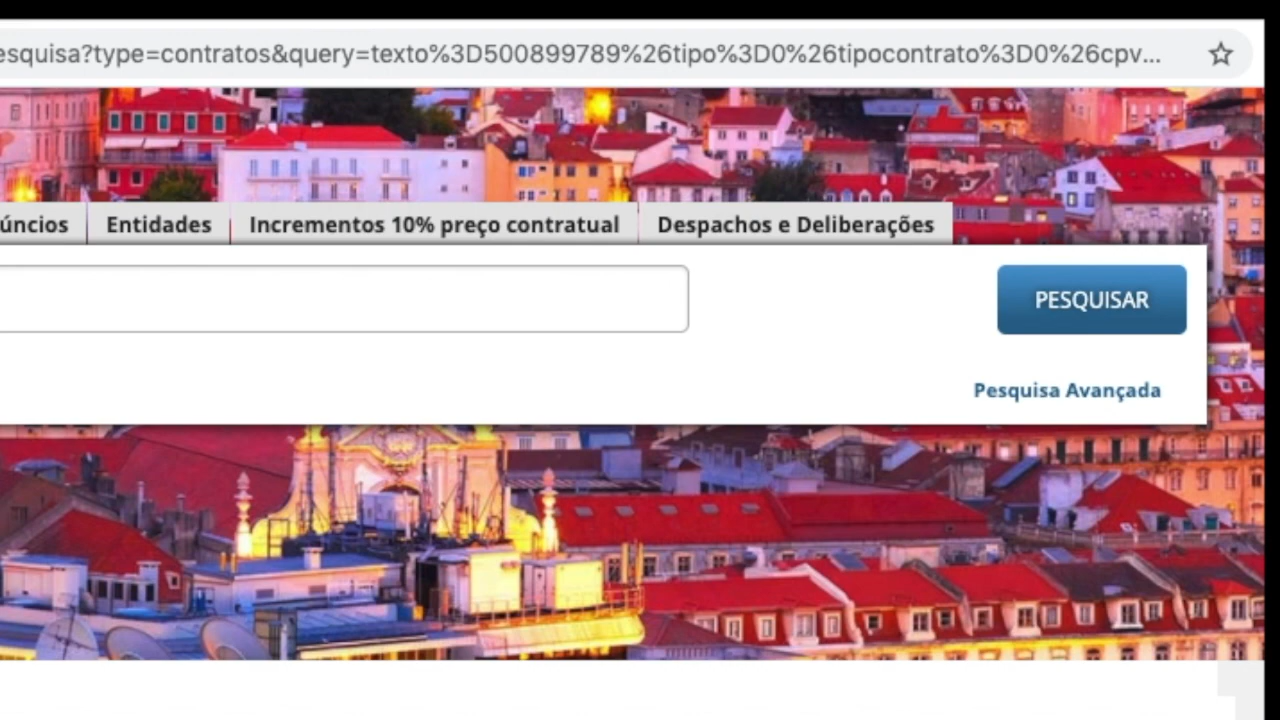 esquisa?type=contratos&query=texto%3D500899789%26tipo%3D0%26tipocontrato%3D0%26cpv...
úncios Entidades Incrementos 10% preço contratual Despachos e Deliberações
PESQUISAR
Pesquisa Avançada